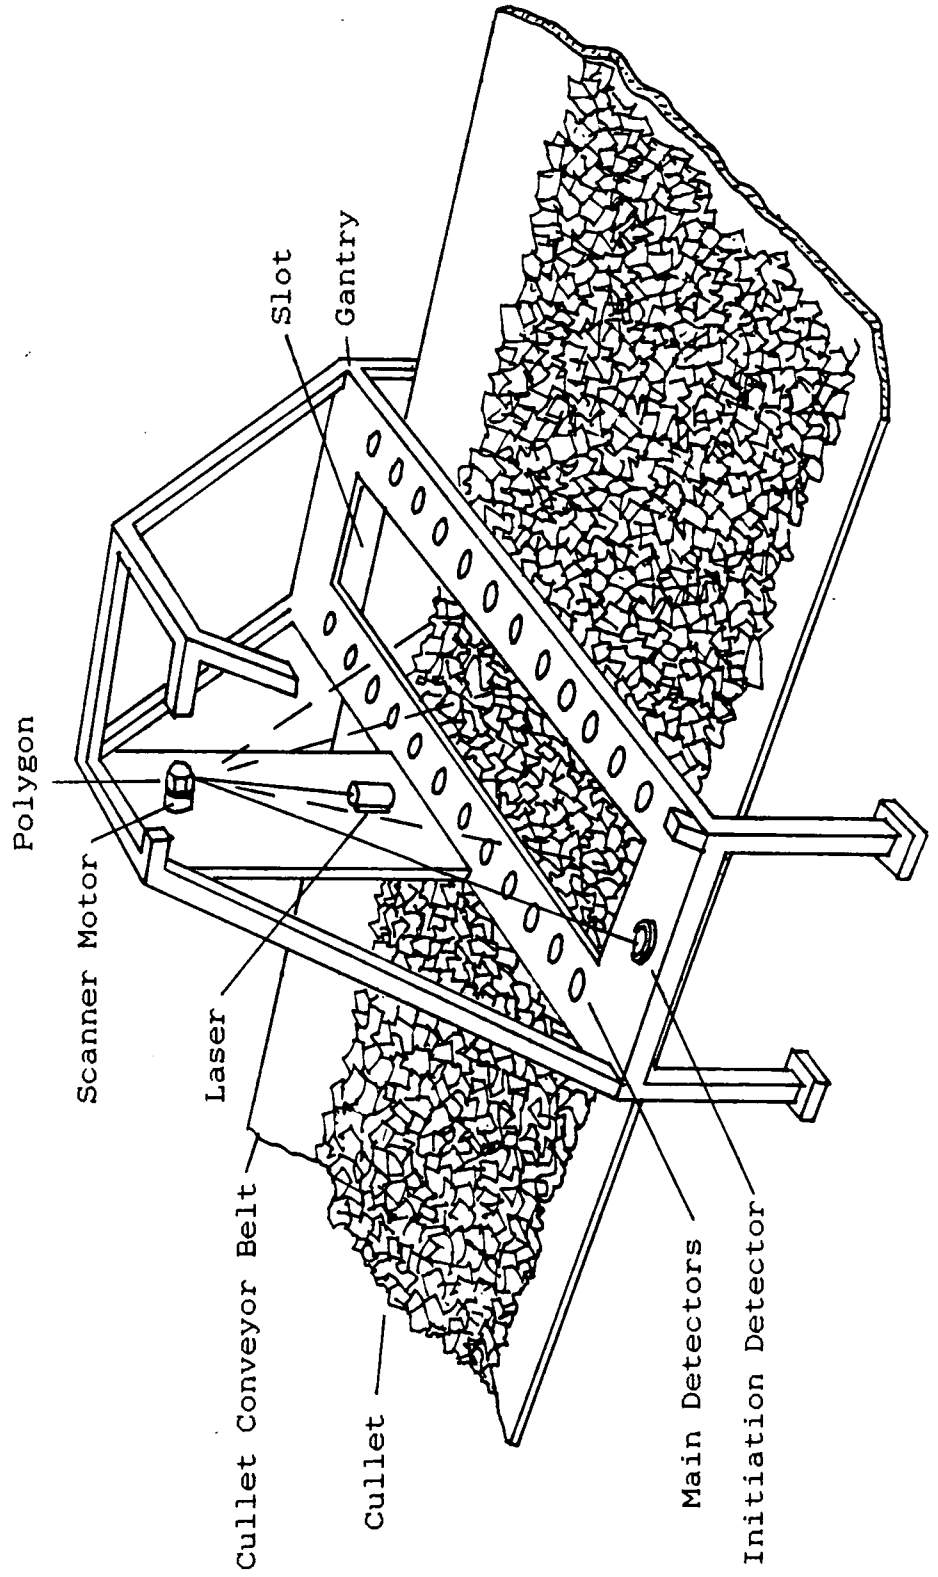 Polygon
Scanner Motor
Laser
Cullet Conveyor Belt
Cullet
Slot
Gantry
Main Detectors
Initiation Detector